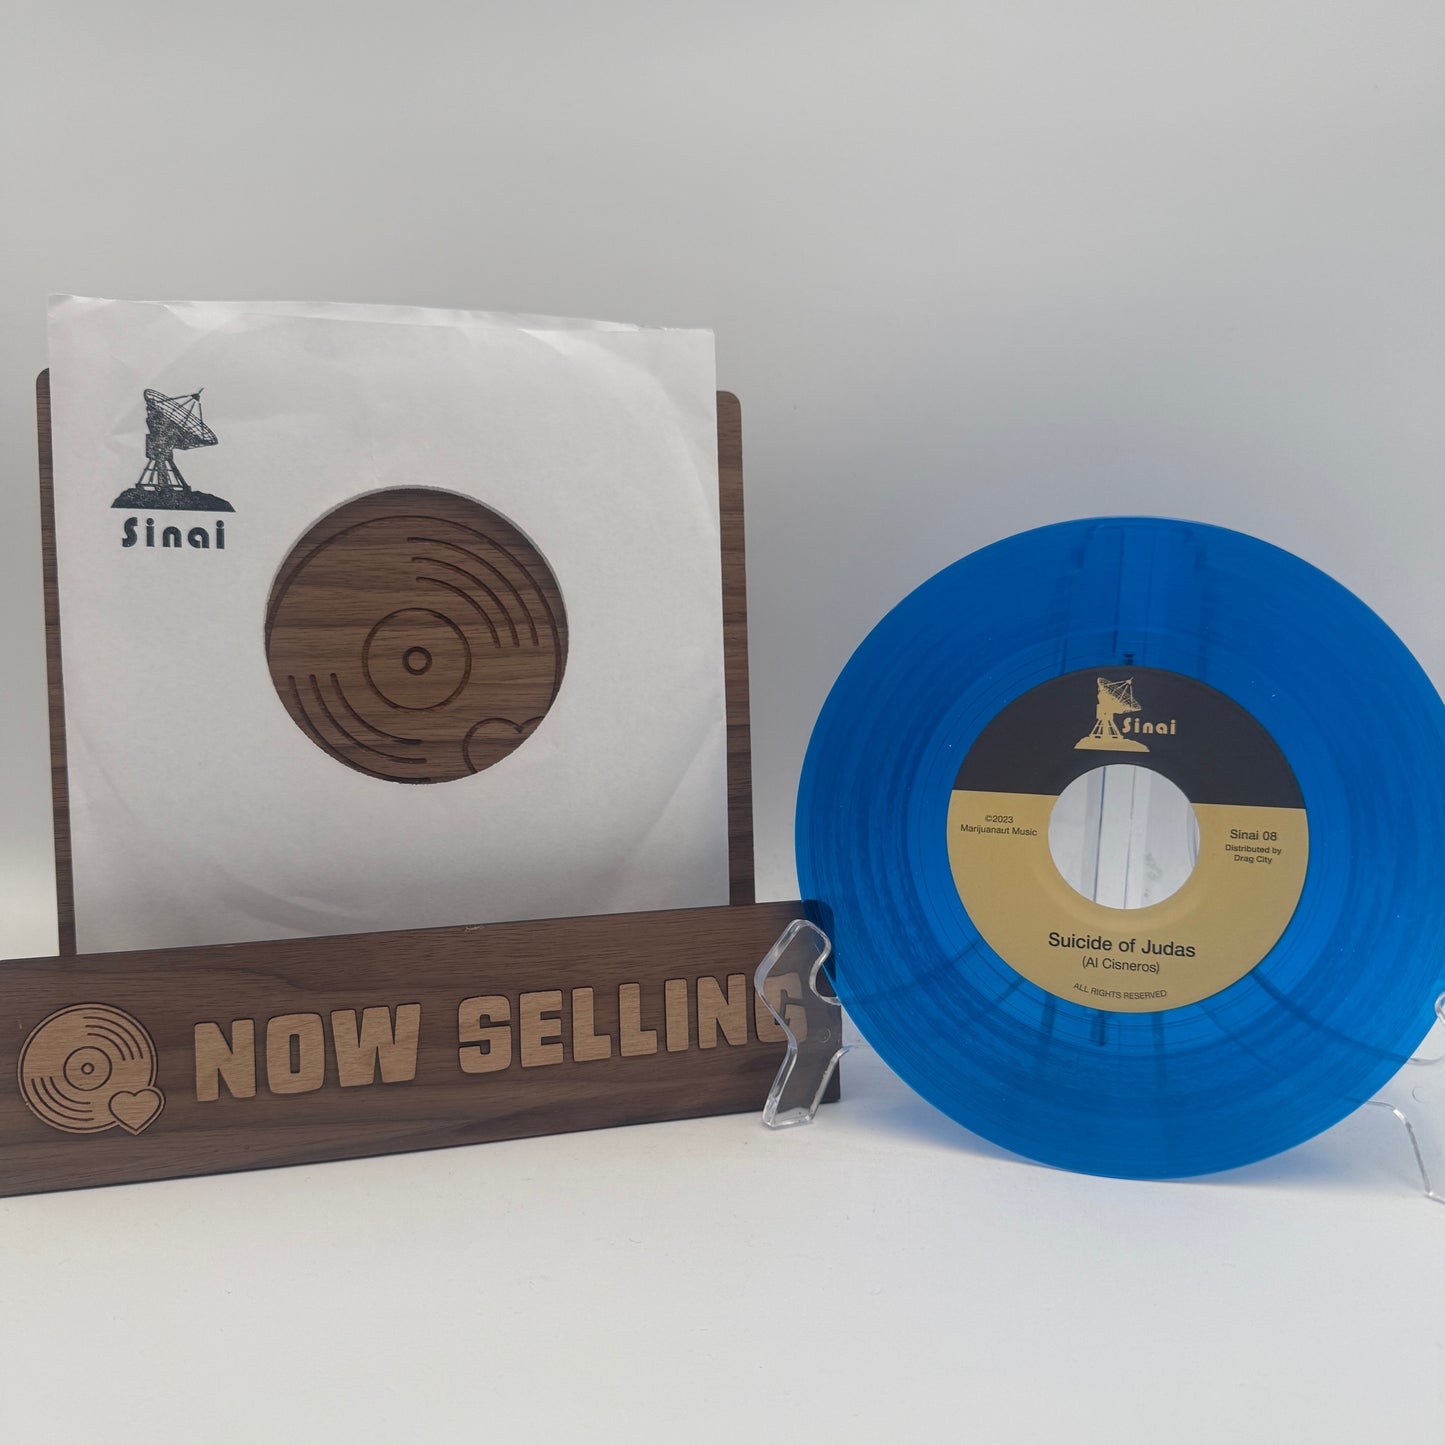 Sinai
NOW SELLING
Sinai
©2023
Marijuanaut Music
Sinai 08
Distributed by
Drag City
Suicide of Judas
(Al Cisneros)
ALL RIGHTS RESERVED